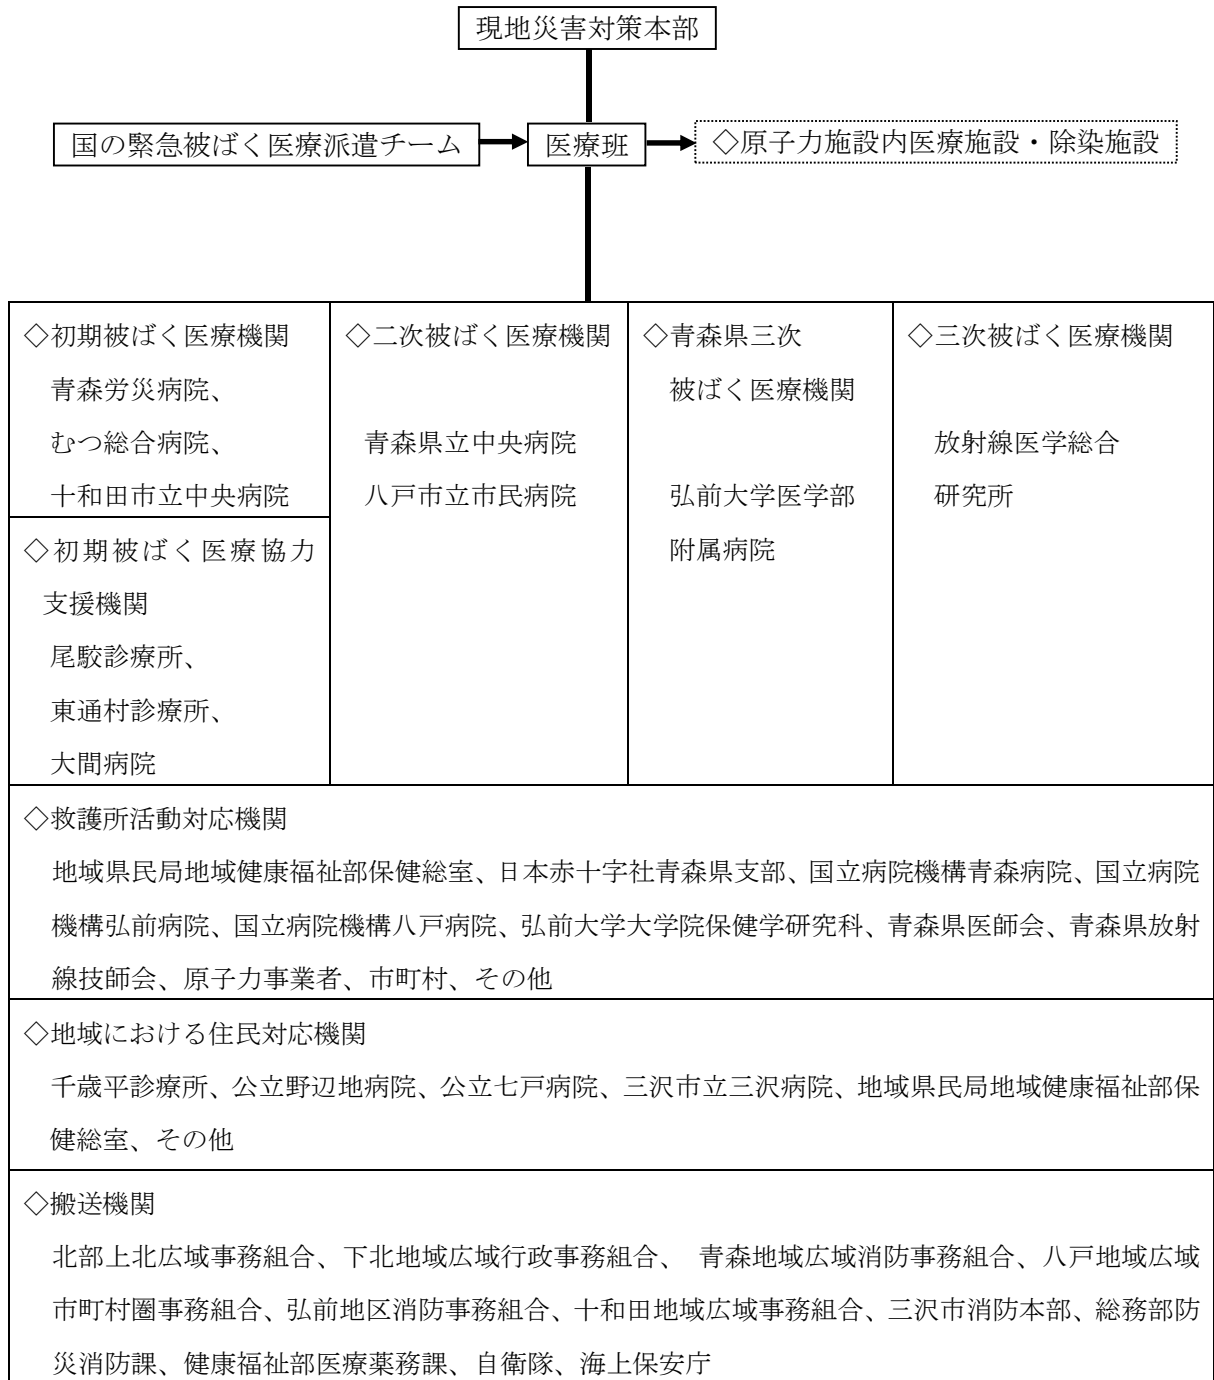 現地災害対策本部
国の緊急被ばく医療派遣チーム
医療班
◇原子力施設内医療施設・除染施設
◇初期被ばく医療機関
青森労災病院、
むつ総合病院、
十和田市立中央病院
◇初期被ばく医療協力
支援機関
尾駮診療所、
東通村診療所、
大間病院
◇二次被ばく医療機関
青森県立中央病院
八戸市立市民病院
◇青森県三次
被ばく医療機関
弘前大学医学部
附属病院
◇三次被ばく医療機関
放射線医学総合
研究所
◇救護所活動対応機関
地域県民局地域健康福祉部保健総室、日本赤十字社青森県支部、国立病院機構青森病院、国立病院
機構弘前病院、国立病院機構八戸病院、弘前大学大学院保健学研究科、青森県医師会、青森県放射
線技師会、原子力事業者、市町村、その他
◇地域における住民対応機関
千歳平診療所、公立野辺地病院、公立七戸病院、三沢市立三沢病院、地域県民局地域健康福祉部保
健総室、その他
◇搬送機関
北部上北広域事務組合、下北地域広域行政事務組合、 青森地域広域消防事務組合、八戸地域広域
市町村圏事務組合、弘前地区消防事務組合、十和田地域広域事務組合、三沢市消防本部、総務部防
災消防課、健康福祉部医療薬務課、自衛隊、海上保安庁